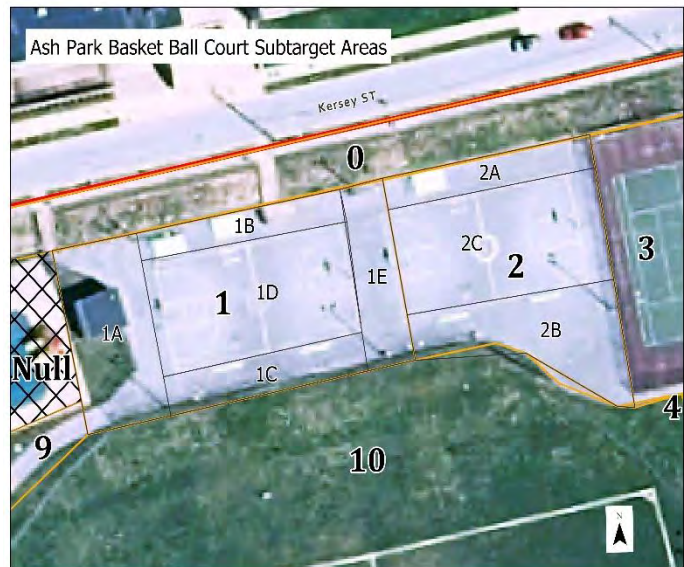 Ash Park Basket Ball Court Subtarget Areas
Kersey ST
0
2A
1B
2C
2
3
1E
1
1D
1A
2B
Null
1C
4
9
10
N